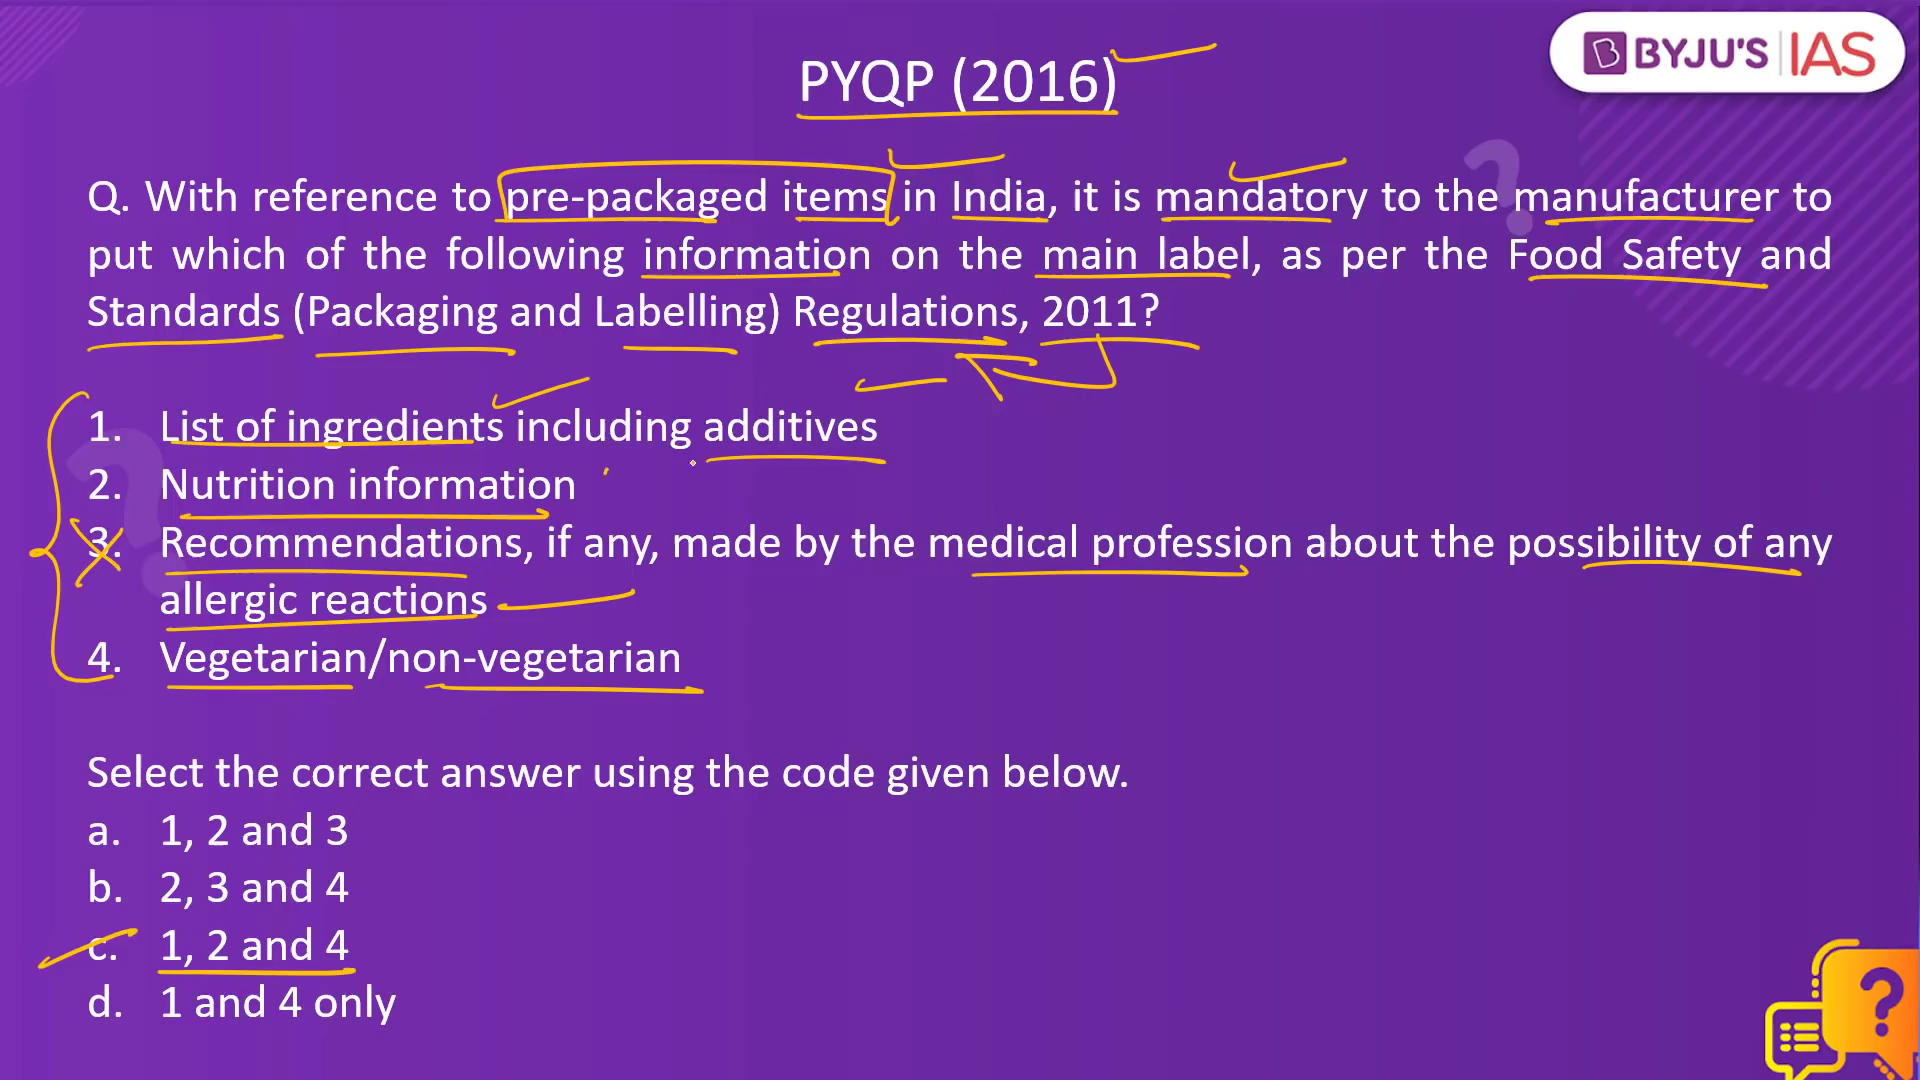 BYJU'S IAS
PYQP (2016)
Q. With reference to pre-packaged items in India, it is mandatory to the manufacturer to
put which of the following information on the main label, as per the Food Safety and
Standards (Packaging and Labelling) Regulations, 2011?
1. List of ingredients including additives
2. Nutrition information
3. Recommendations, if any, made by the medical profession about the possibility of any
allergic reactions
4. Vegetarian/non-vegetarian
Select the correct answer using the code given below.
a. 1, 2 and 3
b. 2, 3 and 4
c. 1, 2 and 4
d. 1 and 4 only